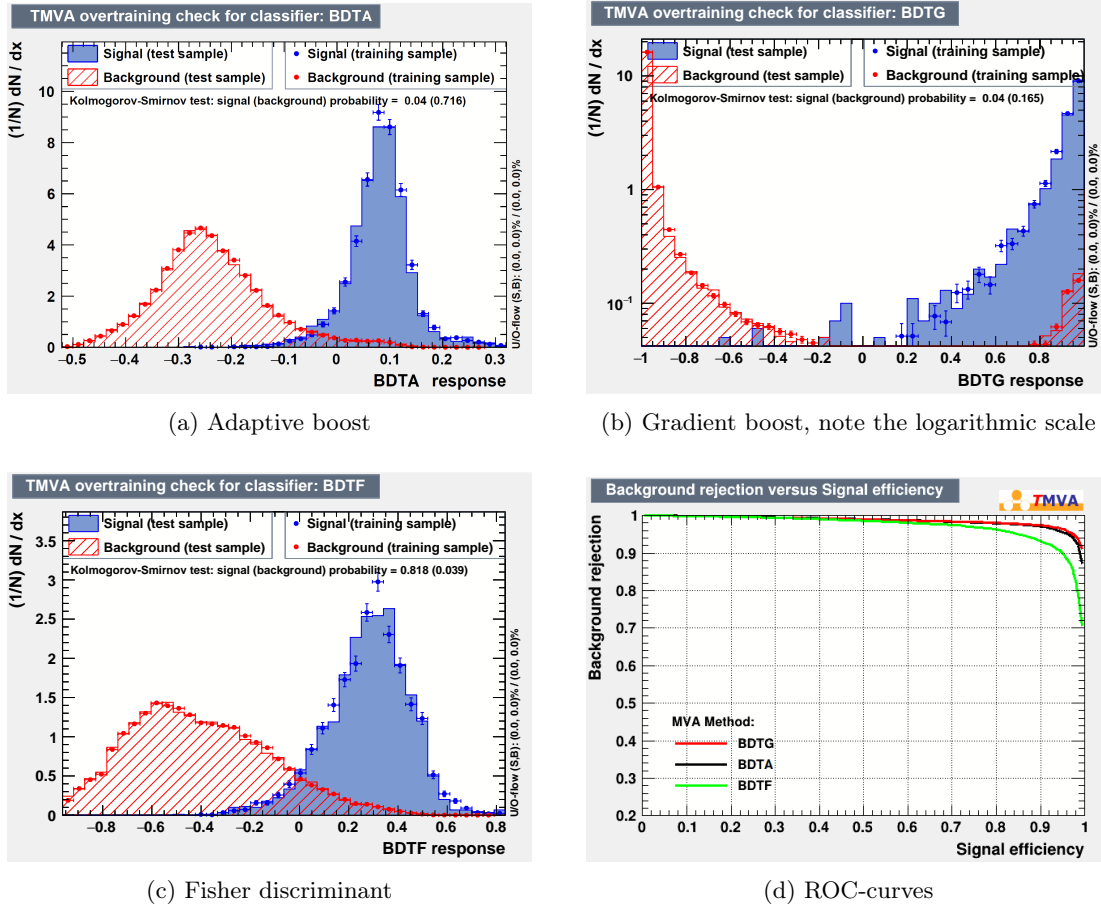 TMVA overtraining check for classifier: BDTA
Signal (test sample)
Background (test sample)
Signal (training sample)
Background (training sample)
Kolmogorov-Smirnov test: signal (background) probability = 0.04 (0.716)
(1/N) dN / dx
10
8
6
4
2
0
-0.5 -0.4 -0.3 -0.2 -0.1 0 0.1 0.2 0.3
BDTA response
U/O-flow (S,B): (0.0, 0.0)% / (0.0, 0.0)%
(a) Adaptive boost
TMVA overtraining check for classifier: BDTG
Signal (test sample)
Background (test sample)
Signal (training sample)
Background (training sample)
Kolmogorov-Smirnov test: signal (background) probability = 0.04 (0.165)
(1/N) dN / dx
10
1
10⁻¹
−1 −0.8 −0.6 −0.4 −0.2 0 0.2 0.4 0.6 0.8
BDTG response
U/O-flow (S,B): (0.0, 0.0)% / (0.0, 0.0)%
(b) Gradient boost, note the logarithmic scale
TMVA overtraining check for classifier: BDTF
Signal (test sample)
Background (test sample)
Signal (training sample)
Background (training sample)
Kolmogorov-Smirnov test: signal (background) probability = 0.818 (0.039)
(1/N) dN / dx
3.5
3
2.5
2
1.5
1
0.5
0
-0.8 -0.6 -0.4 -0.2 0 0.2 0.4 0.6 0.8
BDTF response
U/O-flow (S,B): (0.0, 0.0)% / (0.0, 0.0)%
(c) Fisher discriminant
Background rejection versus Signal efficiency
TMVA
Background rejection
1
0.9
0.8
0.7
0.6
0.5
0.4
0.3
0.2
MVA Method:
BDTG
BDTA
BDTF
0 0.1 0.2 0.3 0.4 0.5 0.6 0.7 0.8 0.9 1
Signal efficiency
(d) ROC-curves